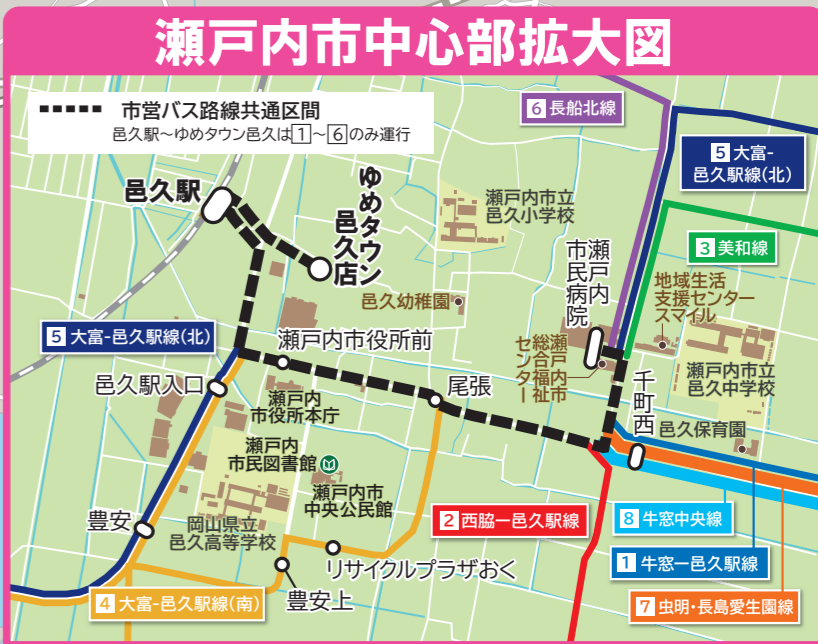 瀬戸内市中心部拡大図
市営バス路線共通区間
邑久駅～ゆめタウン邑久は1～6のみ運行
6 長船北線
5 大富-
邑久駅線(北)
3 美和線
邑久駅
ゆめタウン
邑久店
瀬戸内市立
邑久小学校
邑久幼稚園
瀬戸内
市民病院
地域生活
支援センター
スマイル
瀬戸内市
総合福祉
センター
瀬戸内市立
邑久中学校
5 大富-邑久駅線(北)
瀬戸内市役所前
邑久駅入口
瀬戸内
市役所本庁
尾張
千町西
邑久保育園
瀬戸内
市民図書館
瀬戸内市
中央公民館
豊安
岡山県立
邑久高等学校
2 西脇ー邑久駅線
8 牛窓中央線
1 牛窓ー邑久駅線
リサイクルプラザおく
豊安上
4 大富-邑久駅線(南)
7 虫明・長島愛生園線